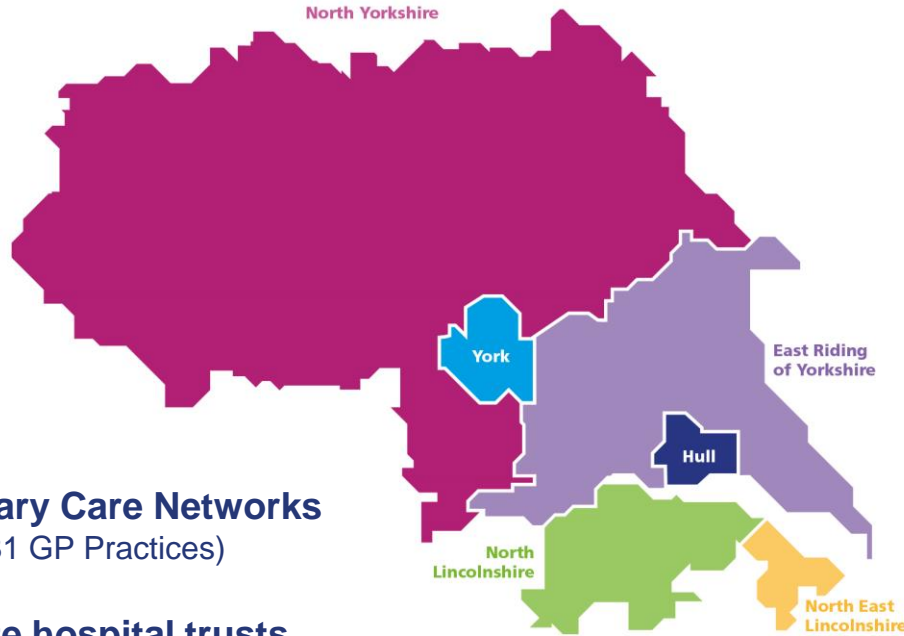 North Yorkshire
York
East Riding
of Yorkshire
Hull
ary Care Networks
31 GP Practices)
North
Lincolnshire
North East
Lincolnshire
e hospital trusts